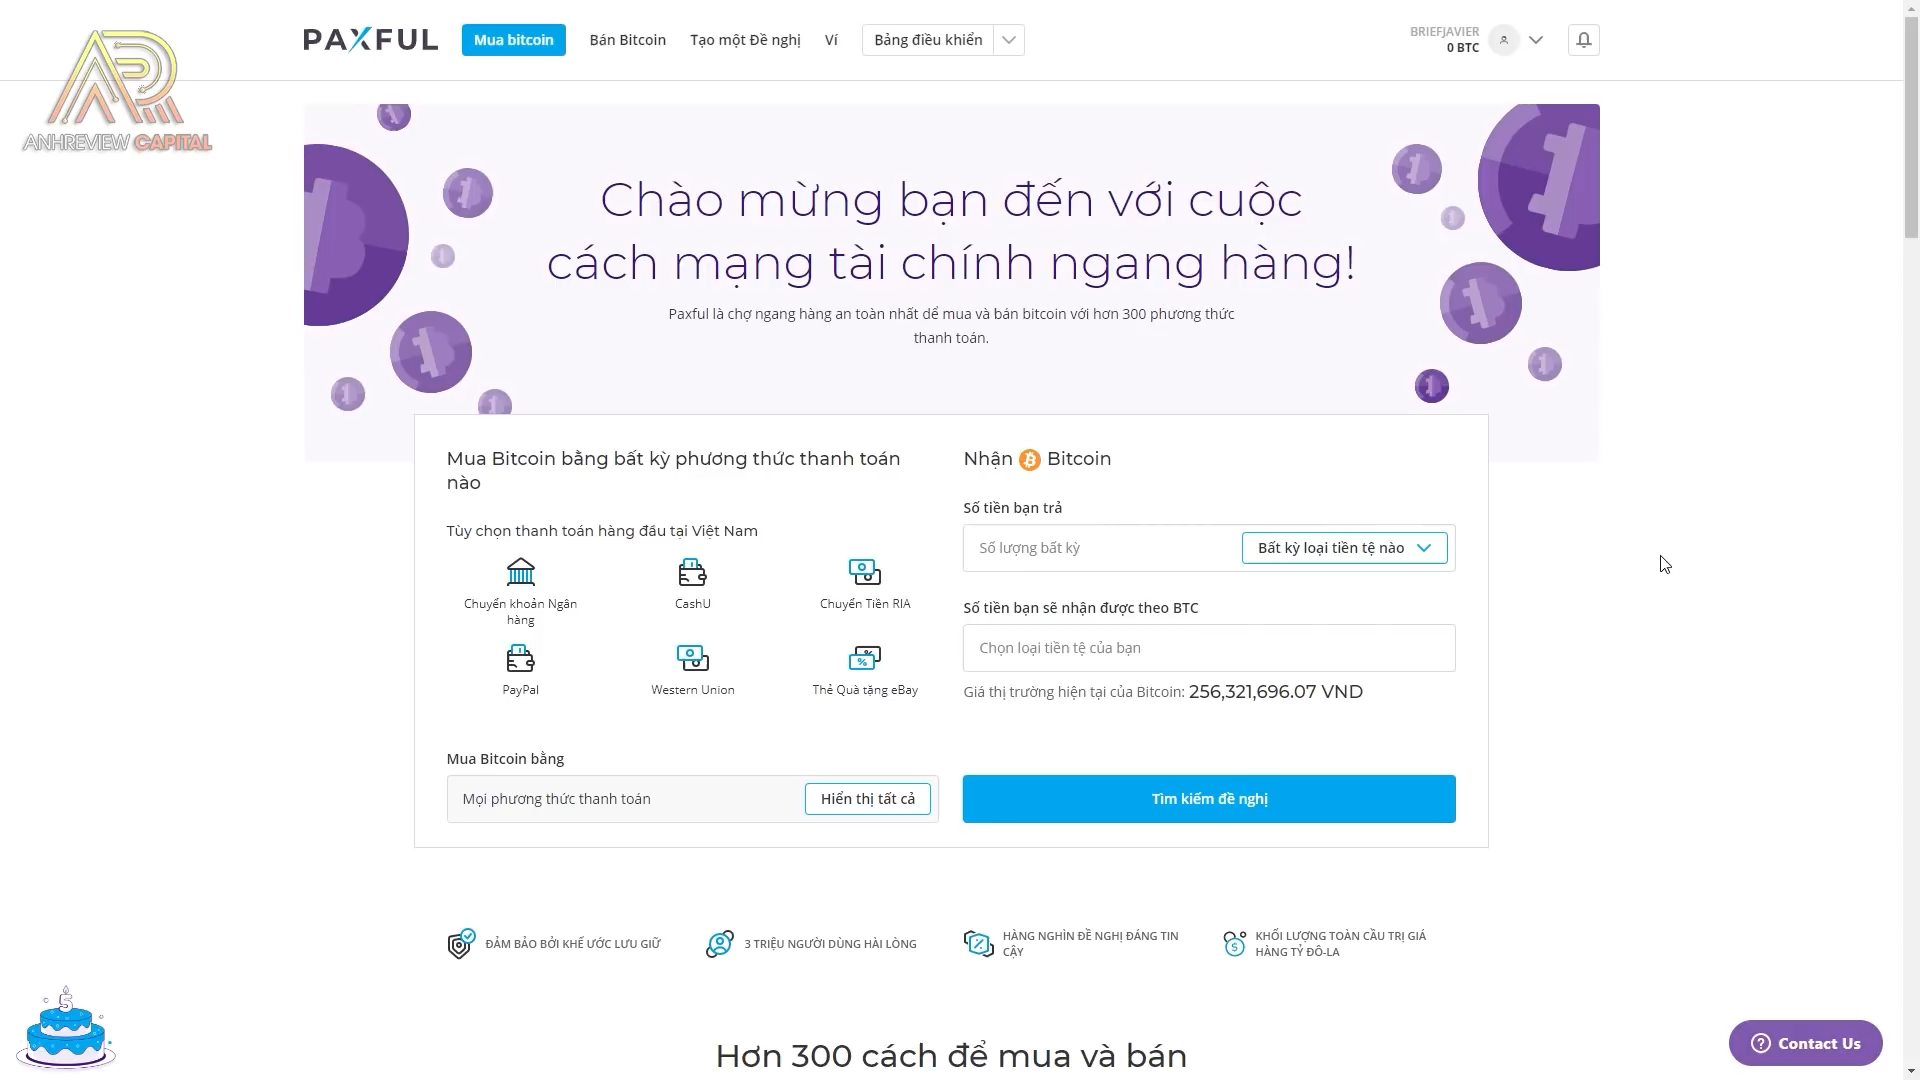 PAXFUL
Mua bitcoin
Bán Bitcoin
Tạo một Đề nghị
Ví
Bảng điều khiển
BRIEFJAVIER
0 BTC
ANHREVIEW CAPITAL
Chào mừng bạn đến với cuộc
cách mạng tài chính ngang hàng!
Paxful là chợ ngang hàng an toàn nhất để mua và bán bitcoin với hơn 300 phương thức
thanh toán.
Mua Bitcoin bằng bất kỳ phương thức thanh toán
nào
Tùy chọn thanh toán hàng đầu tại Việt Nam
Chuyển khoản Ngân
hàng
CashU
Chuyển Tiền RIA
PayPal
Western Union
Thẻ Quà tặng eBay
Mua Bitcoin bằng
Mọi phương thức thanh toán
Hiển thị tất cả
Nhận Bitcoin
Số tiền bạn trả
Số lượng bất kỳ
Bất kỳ loại tiền tệ nào
Số tiền bạn sẽ nhận được theo BTC
Chọn loại tiền tệ của bạn
Giá thị trường hiện tại của Bitcoin: 256,321,696.07 VND
Tìm kiếm đề nghị
ĐẢM BẢO BỞI KHẾ ƯỚC LƯU GIỮ
3 TRIỆU NGƯỜI DÙNG HÀI LÒNG
HÀNG NGHÌN ĐỀ NGHỊ ĐÁNG TIN
CẬY
KHỐI LƯỢNG TOÀN CẦU TRỊ GIÁ
HÀNG TỶ ĐÔ-LA
5
Hơn 300 cách để mua và bán
Contact Us